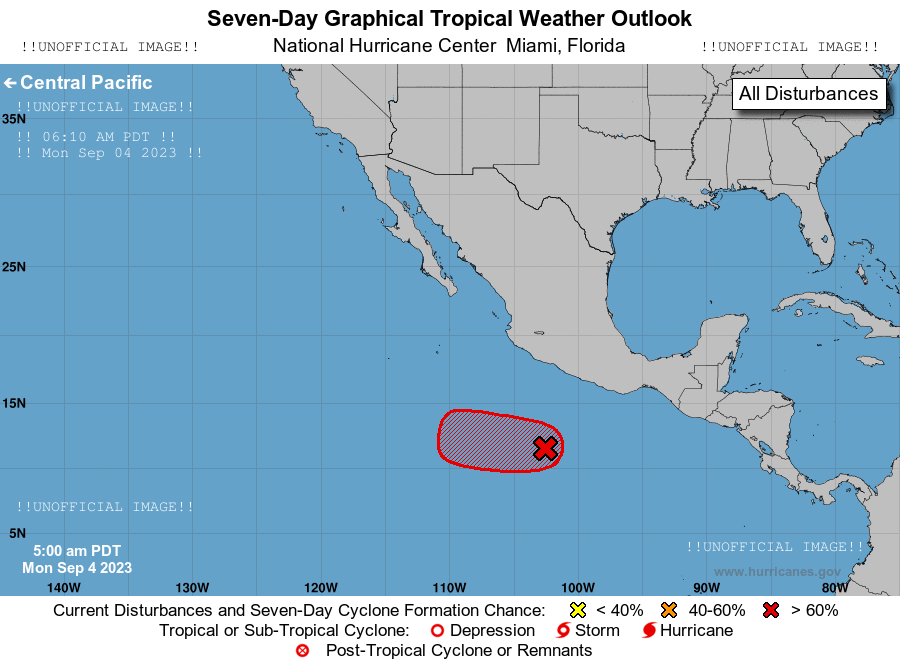 Seven-Day Graphical Tropical Weather Outlook
!!UNOFFICIAL IMAGE!! National Hurricane Center Miami, Florida !!UNOFFICIAL IMAGE!!
← Central Pacific
All Disturbances
!!UNOFFICIAL IMAGE!!
35N
!! 06:10 AM PDT !!
!! Mon Sep 04 2023 !!
25N
15N
!!UNOFFICIAL IMAGE!!
5N
5:00 am PDT
Mon Sep 4 2023
!!UNOFFICIAL IMAGE!!
www.hurricanes.gov
140W 130W 120W 110W 100W 90W 80W
Current Disturbances and Seven-Day Cyclone Formation Chance: < 40% 40-60% > 60%
Tropical or Sub-Tropical Cyclone: Depression Storm Hurricane
Post-Tropical Cyclone or Remnants